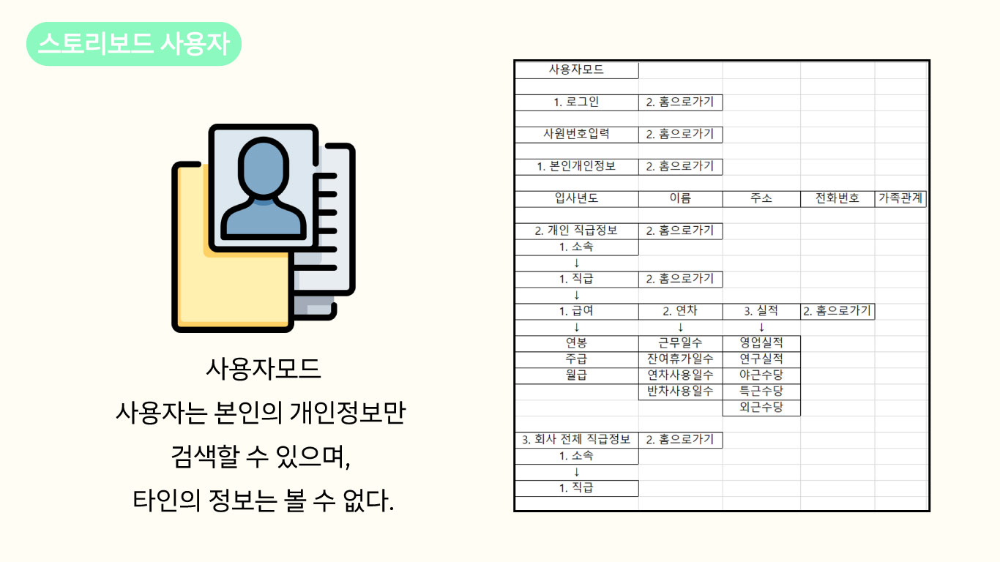 스토리보드 사용자
사용자모드
사용자는 본인의 개인정보만
검색할 수 있으며,
타인의 정보는 볼 수 없다.
사용자모드
1. 로그인 2. 홈으로가기
사원번호입력 2. 홈으로가기
1. 본인개인정보 2. 홈으로가기
입사년도 이름 주소 전화번호 가족관계
2. 개인 직급정보 2. 홈으로가기
1. 소속
↓
1. 직급 2. 홈으로가기
↓
1. 급여 2. 연차 3. 실적 2. 홈으로가기
↓ ↓ ↓
연봉 근무일수 영업실적
주급 잔여휴가일수 연구실적
월급 연차사용일수 야근수당
반차사용일수 특근수당
외근수당
3. 회사 전체 직급정보 2. 홈으로가기
1. 소속
↓
1. 직급